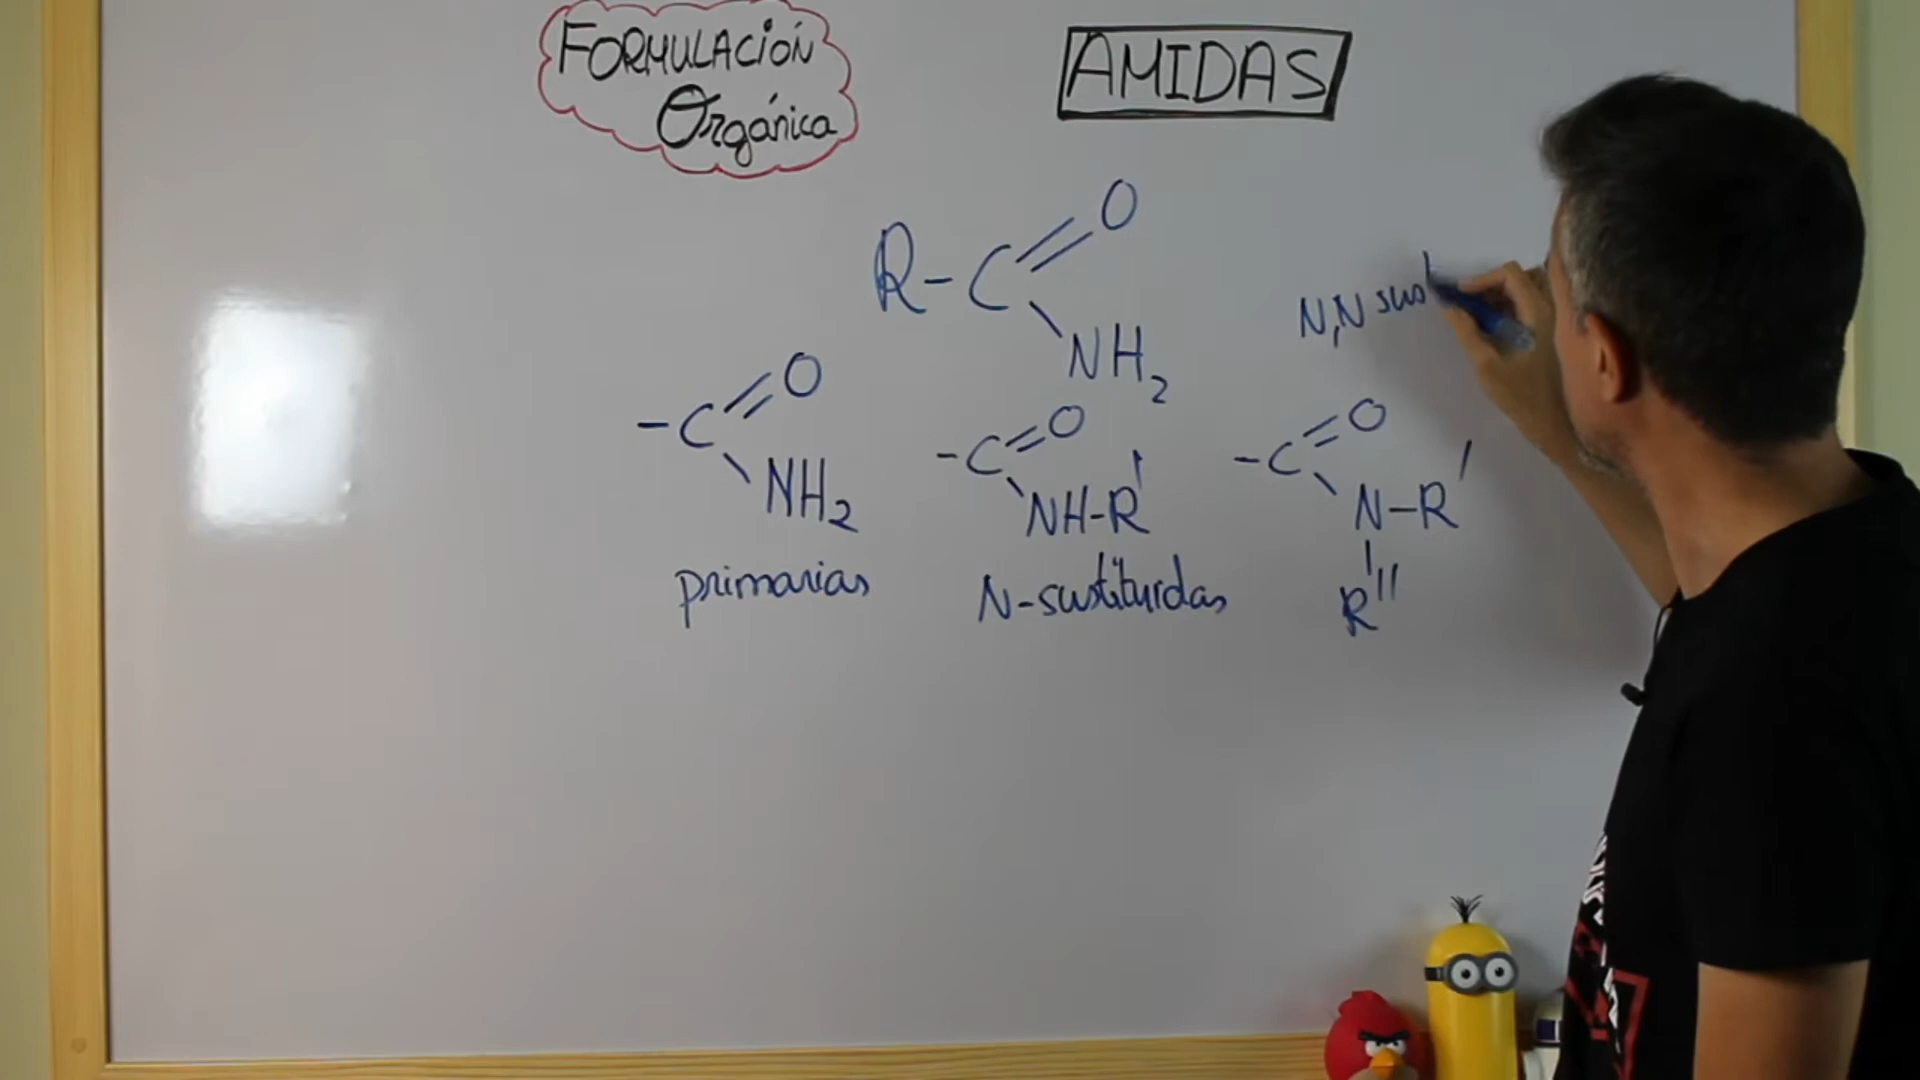 FORMULACIÓN
Orgánica
AMIDAS
R-C=O
NH2
N,N sust
-C=O
NH2
primarias
-C=O
NH-R'
N-sustituidas
-C=O
N-R'
R''